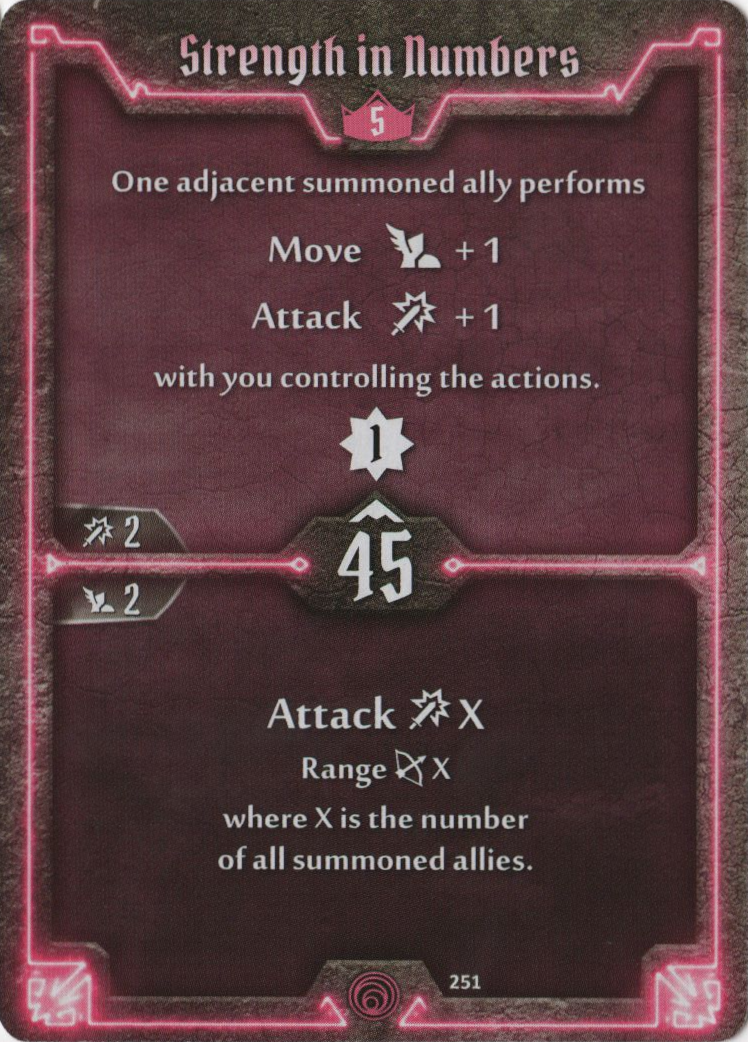 Strength in Numbers
5
One adjacent summoned ally performs
Move + 1
Attack + 1
with you controlling the actions.
1
2
45
2
Attack X
Range X
where X is the number
of all summoned allies.
251